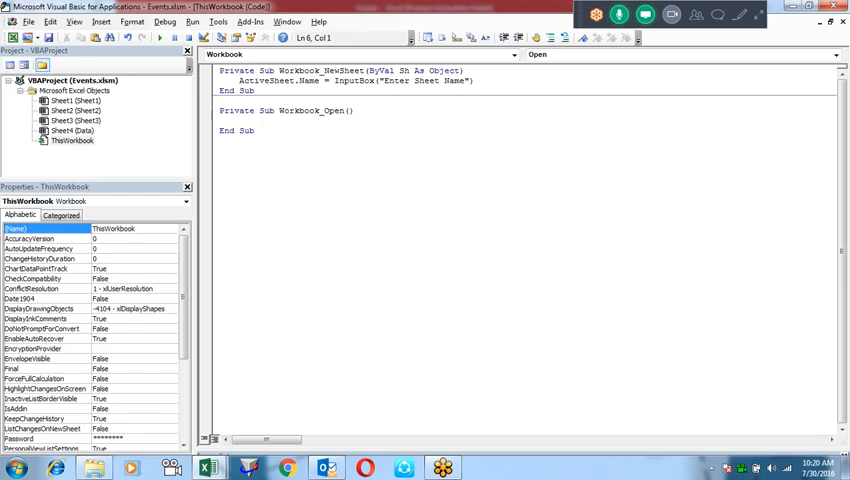 Microsoft Visual Basic for Applications - Events.xlsm - [ThisWorkbook (Code)]
File Edit View Insert Format Debug Run Tools Add-Ins Window Help
Ln 6, Col 1
Project - VBAProject
Workbook
Open
VBAProject (Events.xlsm)
Microsoft Excel Objects
Sheet1 (Sheet1)
Sheet2 (Sheet2)
Sheet3 (Sheet3)
Sheet4 (Data)
ThisWorkbook
Private Sub Workbook_NewSheet(ByVal Sh As Object)
ActiveSheet.Name = InputBox("Enter Sheet Name")
End Sub
Private Sub Workbook_Open()
End Sub
Properties - ThisWorkbook
ThisWorkbook Workbook
Alphabetic Categorized
(Name) ThisWorkbook
AccuracyVersion 0
AutoUpdateFrequency 0
ChangeHistoryDuration 0
ChartDataPointTrack True
CheckCompatibility False
ConflictResolution 1 - xlUserResolution
Date1904 False
DisplayDrawingObjects -4104 - xlDisplayShapes
DisplayInkComments True
DoNotPromptForConvert False
EnableAutoRecover True
EncryptionProvider
EnvelopeVisible False
Final False
ForceFullCalculation False
HighlightChangesOnScreen False
InactiveListBorderVisible True
IsAddin False
KeepChangeHistory True
ListChangesOnNewSheet False
Password ********
PersonalViewListSettings True
10:20 AM
7/30/2016